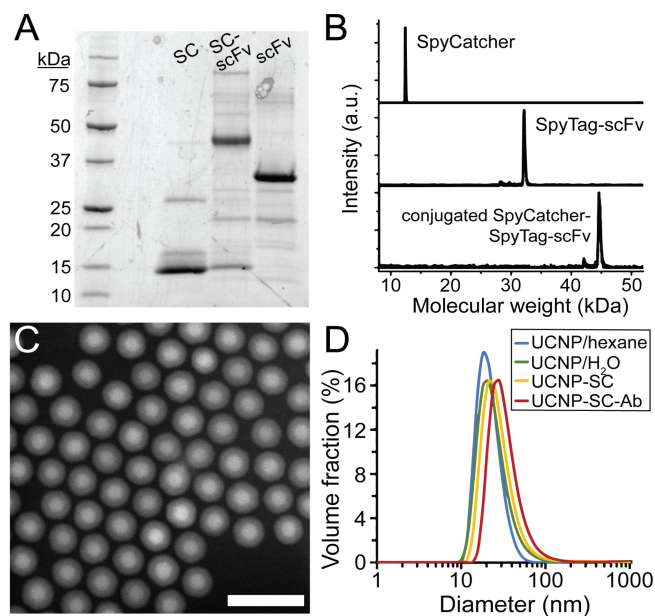 A
kDa
75
50
37
25
20
15
10
SC
SC-
scFv
scFv
B
Intensity (a.u.)
SpyCatcher
SpyTag-scFv
conjugated SpyCatcher-
SpyTag-scFv
10 20 30 40 50
Molecular weight (kDa)
C
D
Volume fraction (%)
16
12
8
4
0
UCNP/hexane
UCNP/H₂O
UCNP-SC
UCNP-SC-Ab
1 10 100 1000
Diameter (nm)